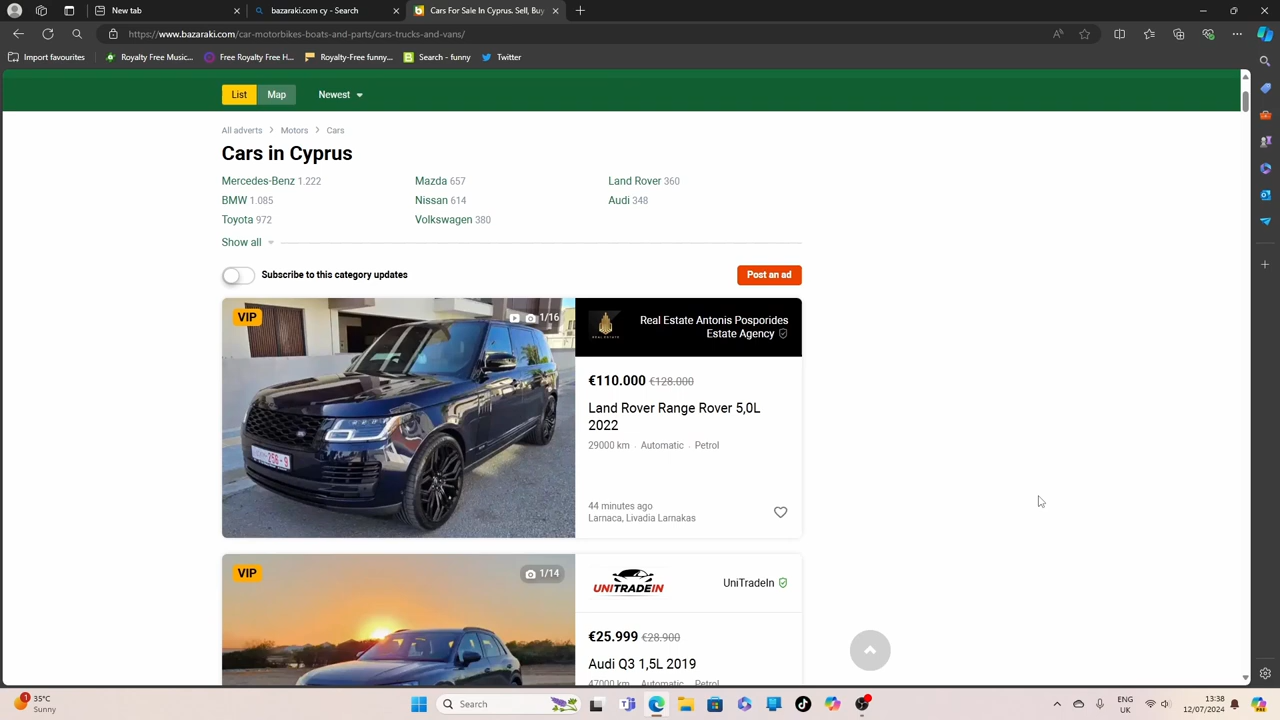 New tab
search
Cars For Sale In Cyprus. Sell, Bu
https://www.bazaraki.com/car-motorbikes-boats-and-parts/cars-trucks-and-vans/
Import favourites
Royalty Free Music...
Free Royalty Free H...
Royalty-Free funny...
Search - funny
Twitter
List
Map
Newest
All adverts > Motors > Cars
Cars in Cyprus
Mercedes-Benz 1.222
Mazda 657
Land Rover 360
BMW 1.085
Nissan 614
Audi 348
Toyota 972
Volkswagen 380
Show all
Subscribe to this category updates
Post an ad
VIP
1/16
Real Estate Antonis Posporides
Estate Agency
€110.000 €128.000
Land Rover Range Rover 5,0L
2022
29000 km · Automatic · Petrol
44 minutes ago
Larnaca, Livadia Larnakas
VIP
1/14
UNITRADEIN
UniTradeIn
€25.999 €28.900
Audi Q3 1,5L 2019
47000 km · Automatic · Petrol
1
35°C
Sunny
Search
ENG
UK
13:38
12/07/2024